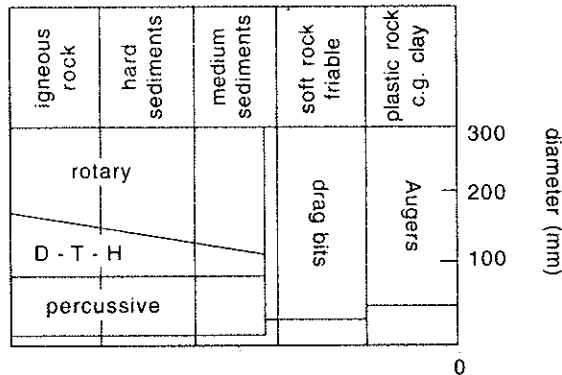 igneous
rock
hard
sediments
medium
sediments
soft rock
friable
plastic rock
c.g. clay
rotary
D - T - H
percussive
drag bits
Augers
300
200
100
0
diameter (mm)